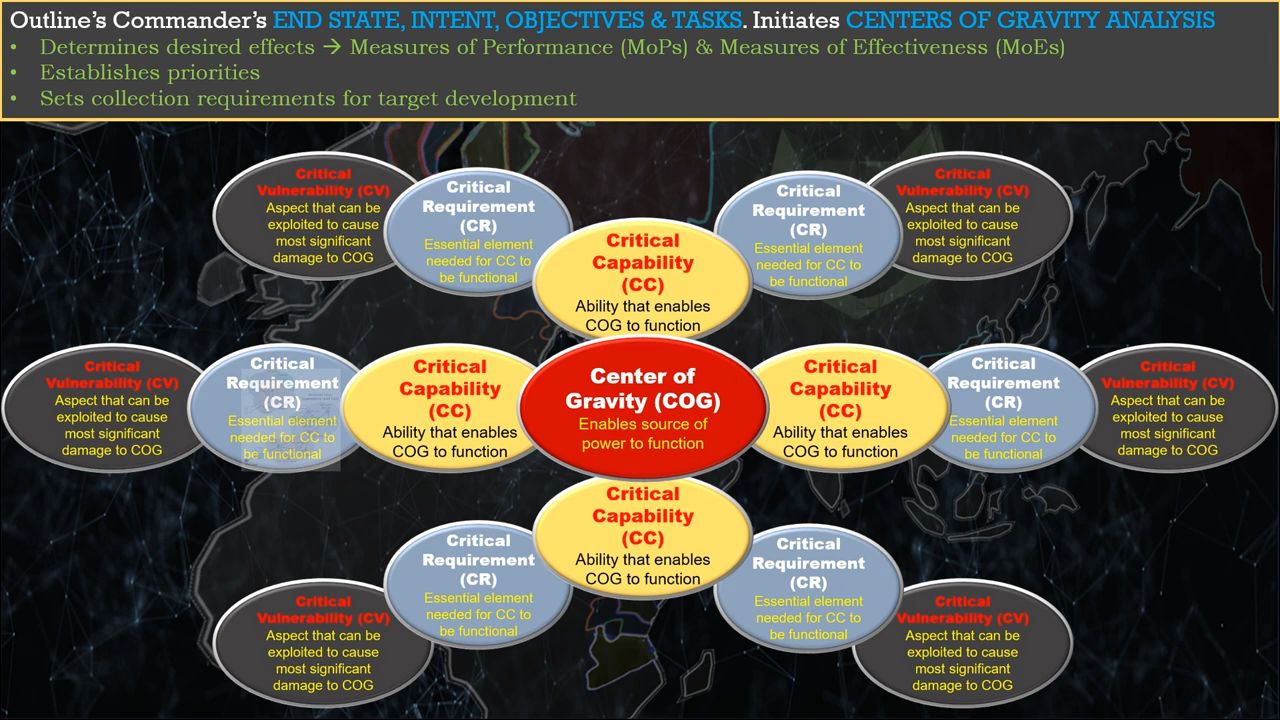 Outline's Commander's END STATE, INTENT, OBJECTIVES & TASKS. Initiates CENTERS OF GRAVITY ANALYSIS
• Determines desired effects → Measures of Performance (MoPs) & Measures of Effectiveness (MoEs)
• Establishes priorities
• Sets collection requirements for target development
Critical
Vulnerability (CV)
Aspect that can be
exploited to cause
most significant
damage to COG
Critical
Requirement
(CR)
Essential element
needed for CC to
be functional
Critical
Capability
(CC)
Ability that enables
COG to function
Critical
Requirement
(CR)
Essential element
needed for CC to
be functional
Critical
Vulnerability (CV)
Aspect that can be
exploited to cause
most significant
damage to COG
Critical
Vulnerability (CV)
Aspect that can be
exploited to cause
most significant
damage to COG
Critical
Requirement
(CR)
Essential element
needed for CC to
be functional
Critical
Capability
(CC)
Ability that enables
COG to function
Center of
Gravity (COG)
Enables source of
power to function
Critical
Capability
(CC)
Ability that enables
COG to function
Critical
Requirement
(CR)
Essential element
needed for CC to
be functional
Critical
Vulnerability (CV)
Aspect that can be
exploited to cause
most significant
damage to COG
Critical
Vulnerability (CV)
Aspect that can be
exploited to cause
most significant
damage to COG
Critical
Requirement
(CR)
Essential element
needed for CC to
be functional
Critical
Capability
(CC)
Ability that enables
COG to function
Critical
Requirement
(CR)
Essential element
needed for CC to
be functional
Critical
Vulnerability (CV)
Aspect that can be
exploited to cause
most significant
damage to COG